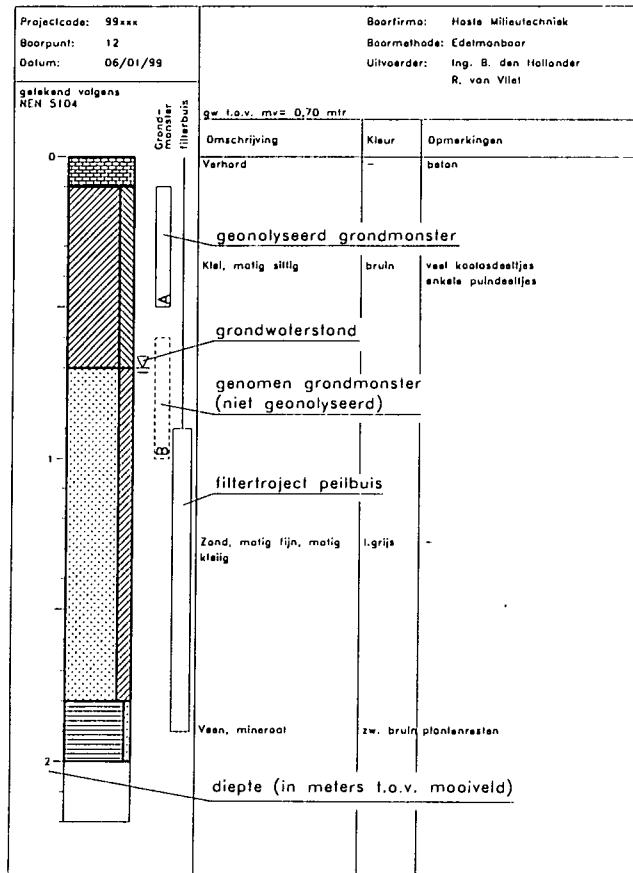 Projectcode: 99xxx
Boorpunt: 12
Datum: 06/01/99
Boorfirma: Haste Milieutechniek
Boormethode: Edelmanboor
Uitvoerder: Ing. B. den Hollander
R. van Vliet
getekend volgens
NEN 5104
Grond-
monster
filterbuis
gw t.o.v. mv= 0,70 mtr
Omschrijving Kleur Opmerkingen
0
Verhard - beton
geanalyseerd grondmonster
Klei, matig siltig bruin veel koolasdeeltjes
enkele puindeeltjes
A
grondwaterstand
genomen grondmonster
(niet geanalyseerd)
B
1
filtertraject peilbuis
Zand, matig fijn, matig l.grijs -
kleiig
Veen, mineraal zw. bruin plantenresten
2
diepte (in meters t.o.v. maaiveld)